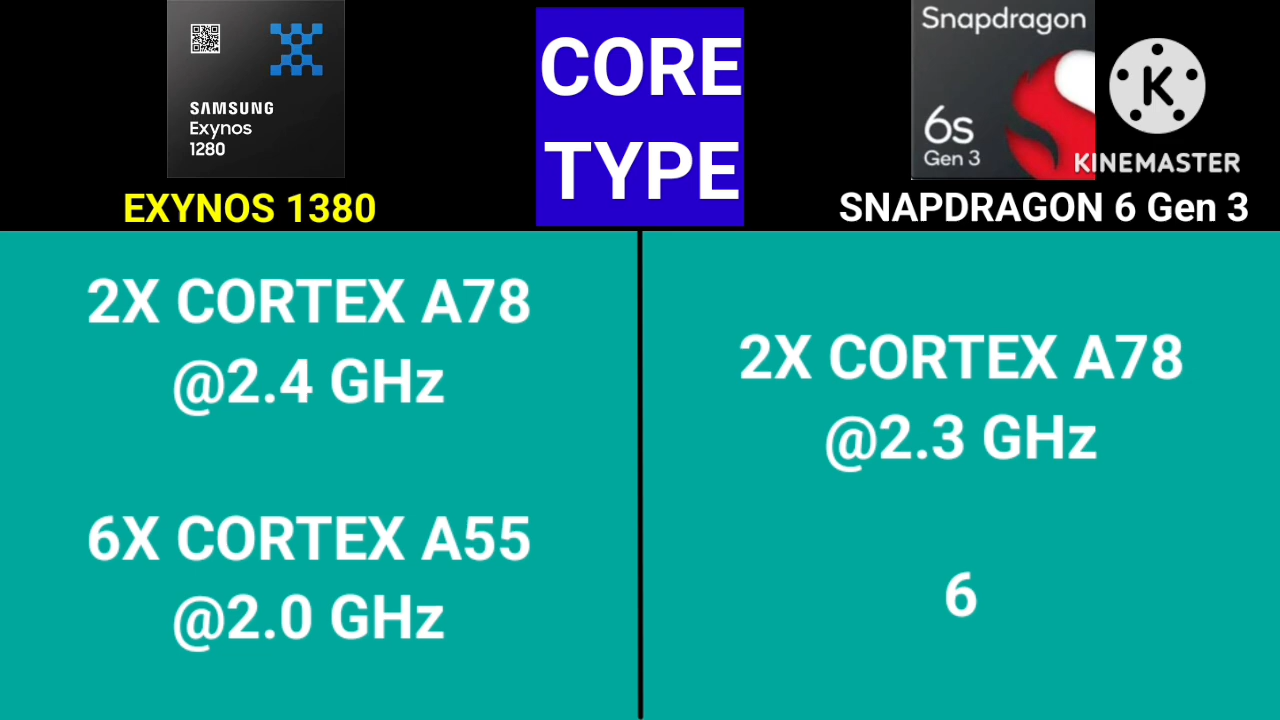 SAMSUNG
Exynos
1280
EXYNOS 1380
CORE
TYPE
Snapdragon
6s
Gen 3
K
KINEMASTER
SNAPDRAGON 6 Gen 3
2X CORTEX A78
@2.4 GHz
6X CORTEX A55
@2.0 GHz
2X CORTEX A78
@2.3 GHz
6